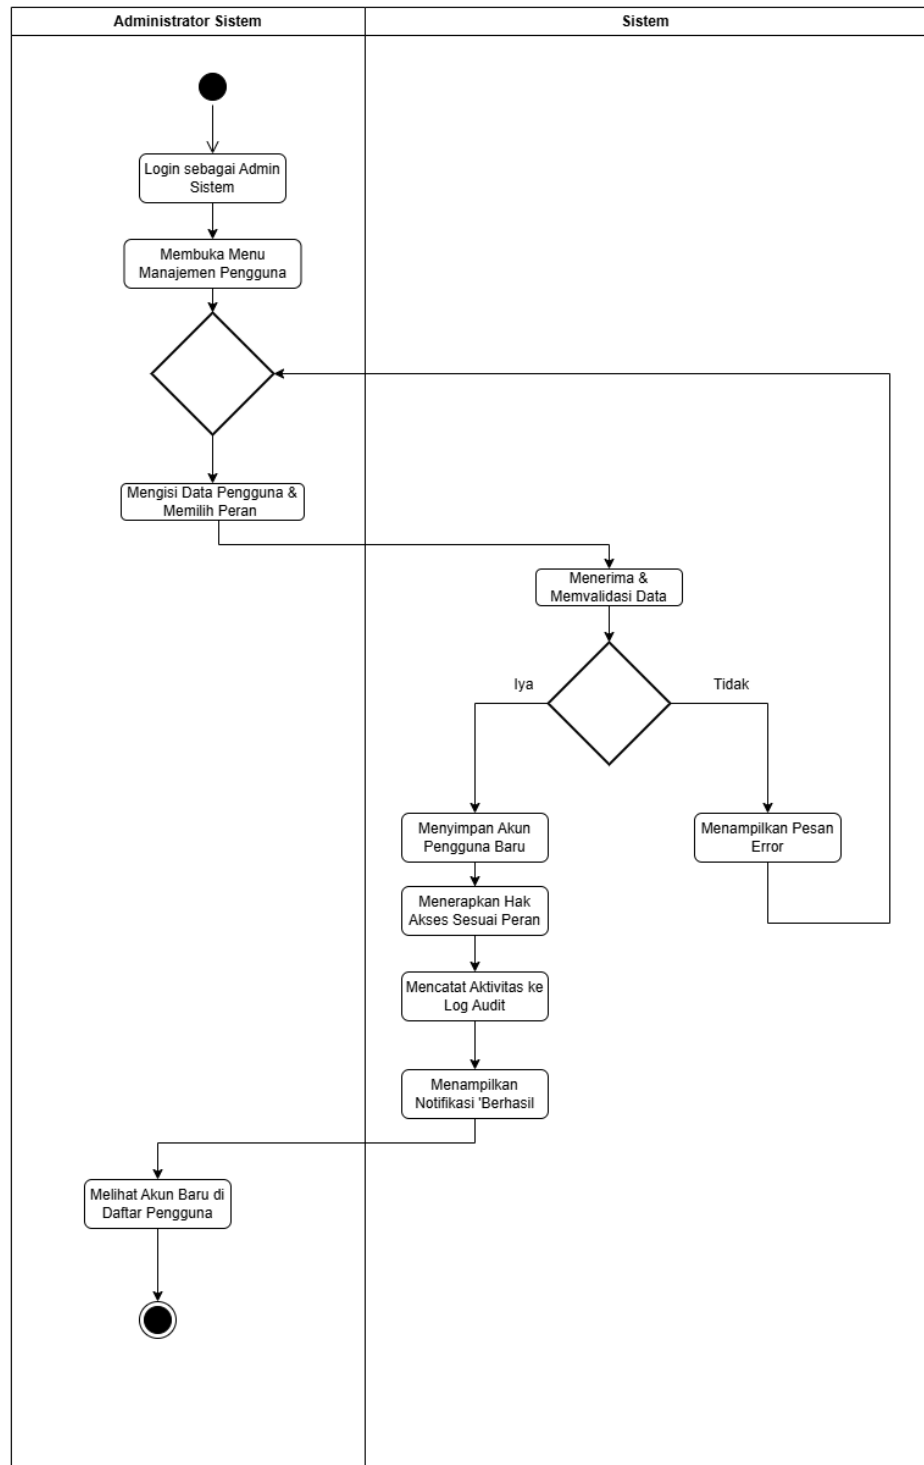 Administrator Sistem
Sistem
Login sebagai Admin
Sistem
Membuka Menu
Manajemen Pengguna
Mengisi Data Pengguna &
Memilih Peran
Menerima &
Memvalidasi Data
Iya
Tidak
Menyimpan Akun
Pengguna Baru
Menampilkan Pesan
Error
Menerapkan Hak
Akses Sesuai Peran
Mencatat Aktivitas ke
Log Audit
Menampilkan
Notifikasi 'Berhasil
Melihat Akun Baru di
Daftar Pengguna